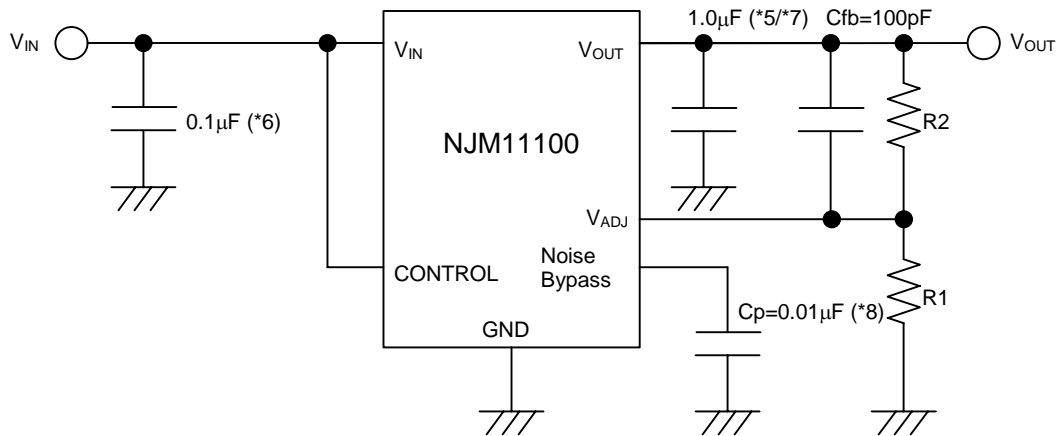 1.0μF (*5/*7) Cfb=100pF
VIN
VIN
VOUT
VOUT
0.1μF (*6)
R2
NJM11100
VADJ
CONTROL
Noise
Bypass
R1
Cp=0.01μF (*8)
GND